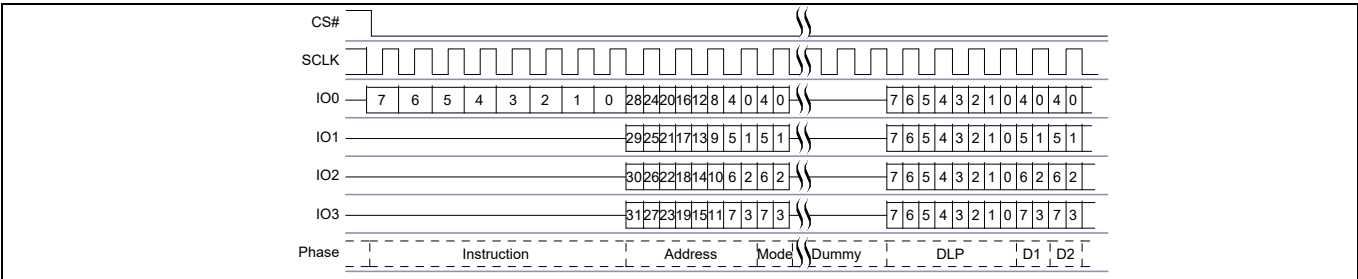 CS#
SCLK
IO0 7 6 5 4 3 2 1 0 28 24 20 16 12 8 4 0 4 0 7 6 5 4 3 2 1 0 4 0 4 0
IO1 29 25 21 17 13 9 5 1 5 1 7 6 5 4 3 2 1 0 5 1 5 1
IO2 30 26 22 18 14 10 6 2 6 2 7 6 5 4 3 2 1 0 6 2 6 2
IO3 31 27 23 19 15 11 7 3 7 3 7 6 5 4 3 2 1 0 7 3 7 3
Phase Instruction Address Mode Dummy DLP D1 D2